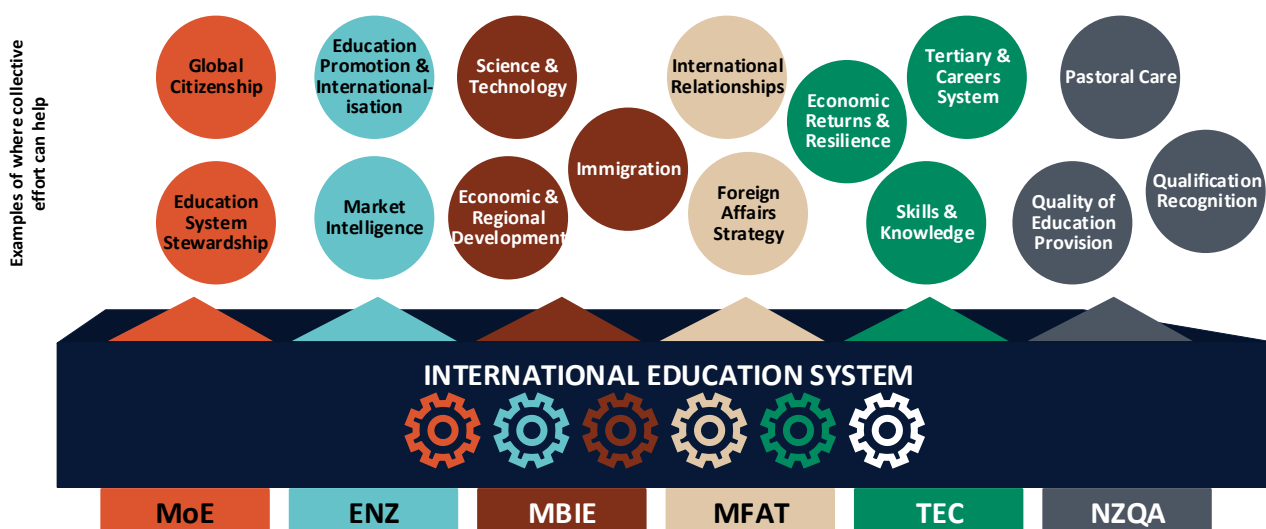 Examples of where collective
effort can help
Global
Citizenship
Education
Promotion &
International-
isation
Science &
Technology
International
Relationships
Tertiary &
Careers
System
Pastoral Care
Economic
Returns &
Resilience
Immigration
Education
System
Stewardship
Market
Intelligence
Economic &
Regional
Development
Foreign
Affairs
Strategy
Skills &
Knowledge
Quality of
Education
Provision
Qualification
Recognition
INTERNATIONAL EDUCATION SYSTEM
MoE
ENZ
MBIE
MFAT
TEC
NZQA